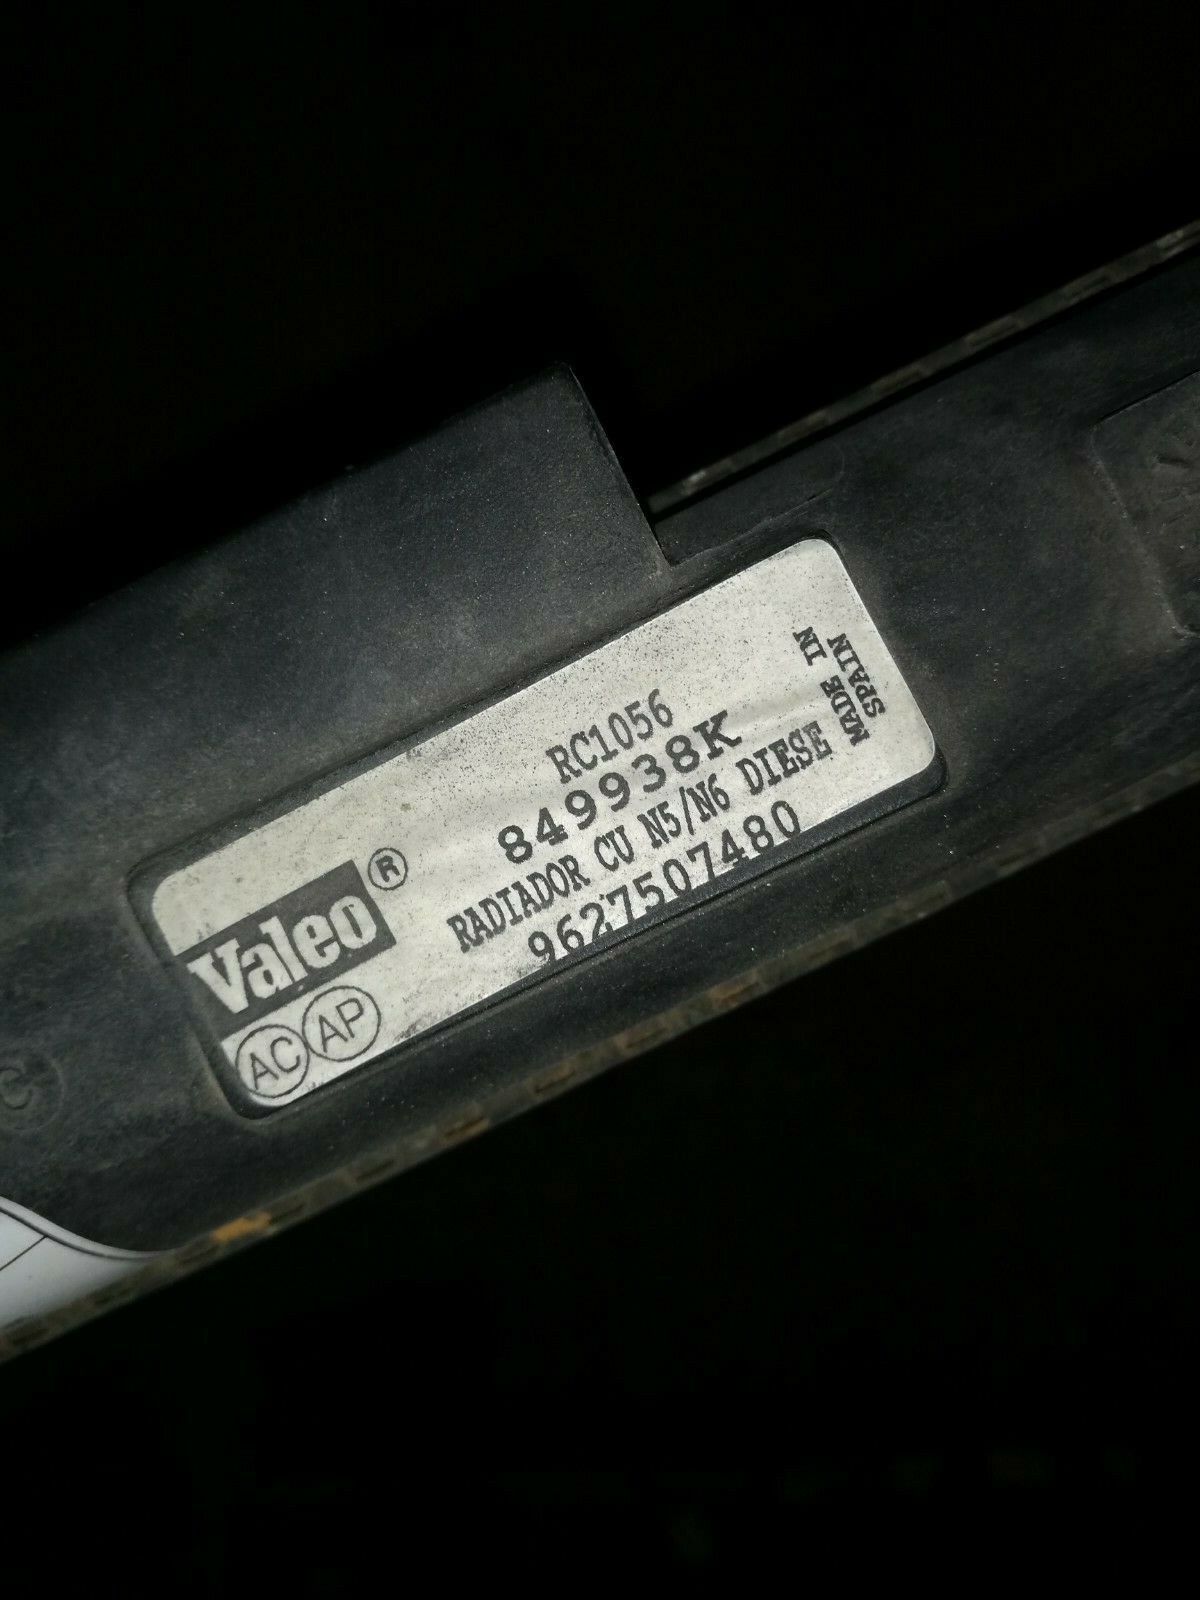 RC1056
849938K
RADIADOR CU N5/N6 DIESE
9627507480
MADE IN
SPAIN
Valeo ®
AC AP